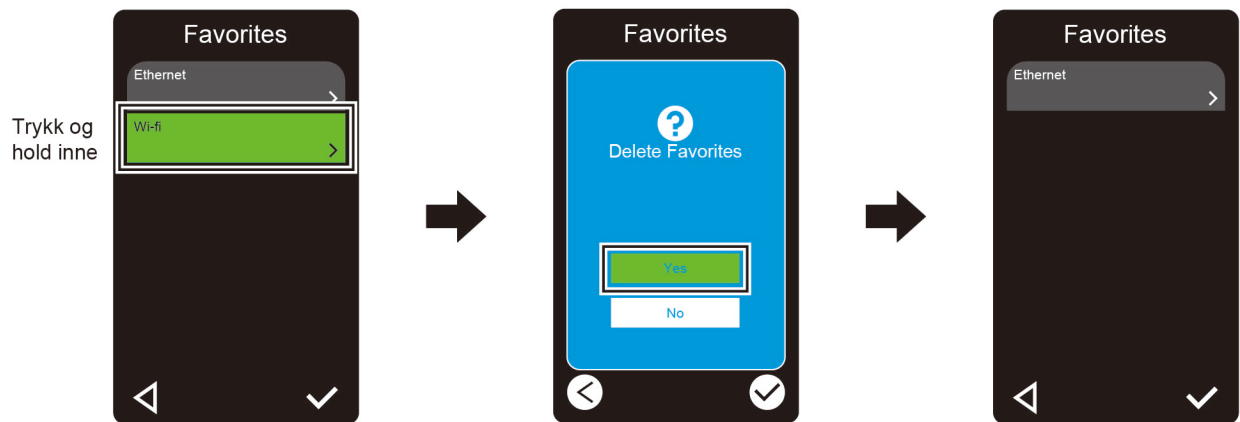 Favorites
Ethernet
Wi-fi
Trykk og
hold inne
Favorites
Delete Favorites
Yes
No
Favorites
Ethernet